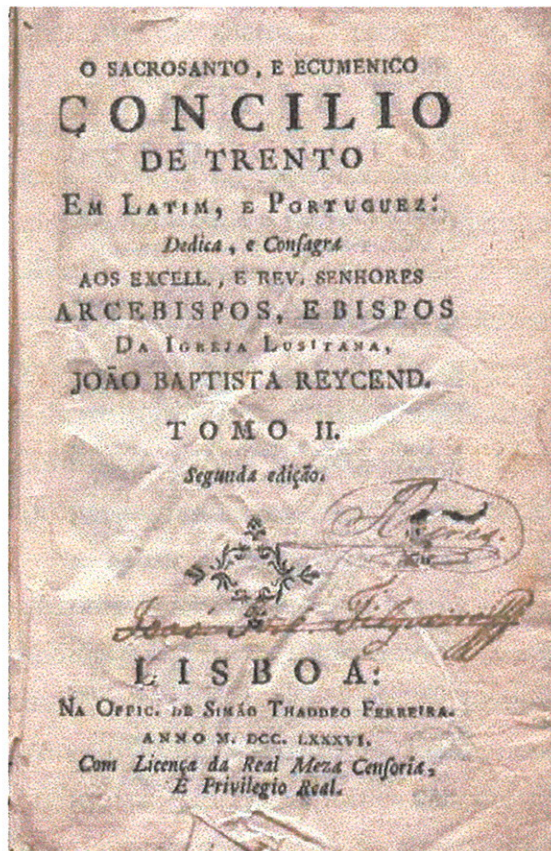 O SACROSANTO, E ECUMENICO
CONCILIO
DE TRENTO
EM LATIM, E PORTUGUEZ:
Dedica, e Consagra
AOS EXCELL., E REV. SENHORES
ARCEBISPOS, E BISPOS
DA IGREJA LUSITANA,
JOÃO BAPTISTA REYCEND.
TOMO II.
Segunda edição.
LISBOA:
NA OFFIC. DE SIMÃO THADDEO FERREIRA.
ANNO M. DCC. LXXXVI.
Com Licença da Real Meza Censoria,
E Privilegio Real.